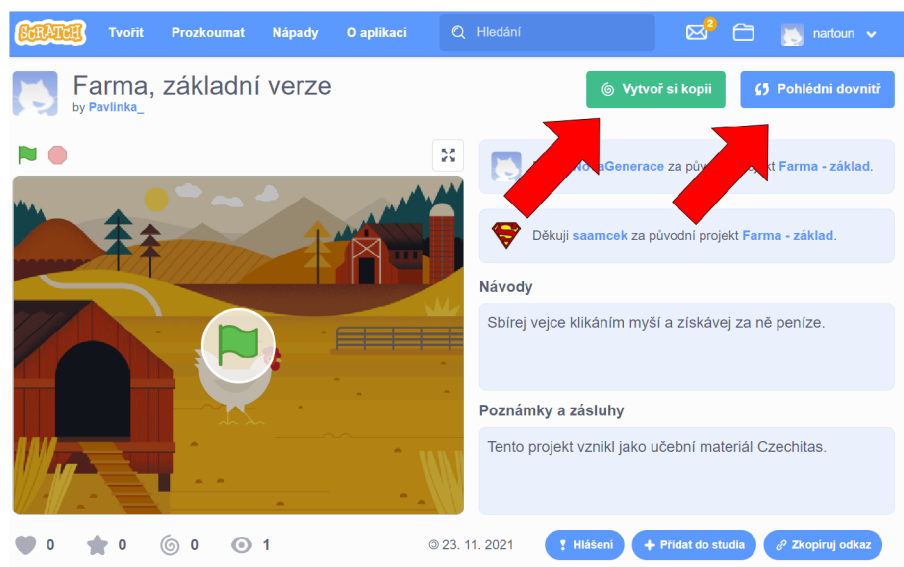 SCRATCH Tvořit Prozkoumat Nápady O aplikaci Hledání 2 nartoun
Farma, základní verze
by Pavlinka_
Vytvoř si kopii
Pohlédni dovnitř
za původní projekt Farma - základ.
Děkuji saamcek za původní projekt Farma - základ.
Návody
Sbírej vejce klikáním myší a získávej za ně peníze.
Poznámky a zásluhy
Tento projekt vznikl jako učební materiál Czechitas.
0 0 0 1
© 23. 11. 2021
Hlášení
Přidat do studia
Zkopíruj odkaz